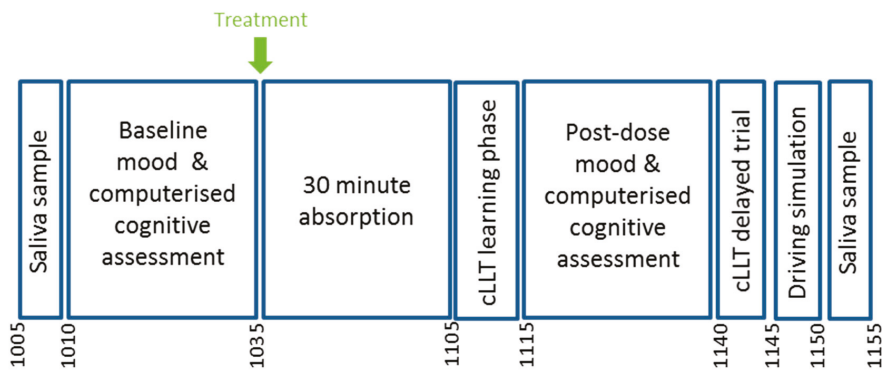 Treatment
Saliva sample
Baseline
mood & 
computerised
cognitive
assessment
30 minute
absorption
cLLT learning phase
Post-dose
mood &
computerised
cognitive
assessment
cLLT delayed trial
Driving simulation
Saliva sample
1005
1010
1035
1105
1115
1140
1145
1150
1155